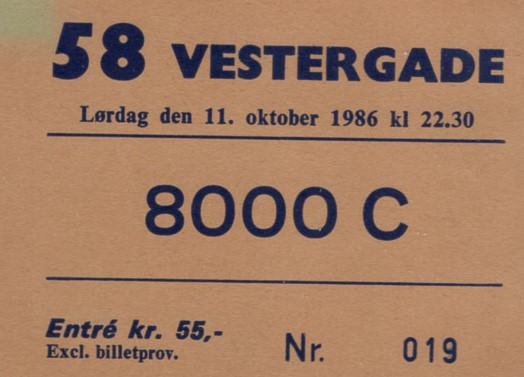 58 VESTERGADE
Lørdag den 11. oktober 1986 kl 22.30
8000 C
Entré kr. 55,-
Excl. billetprov.
Nr. 019